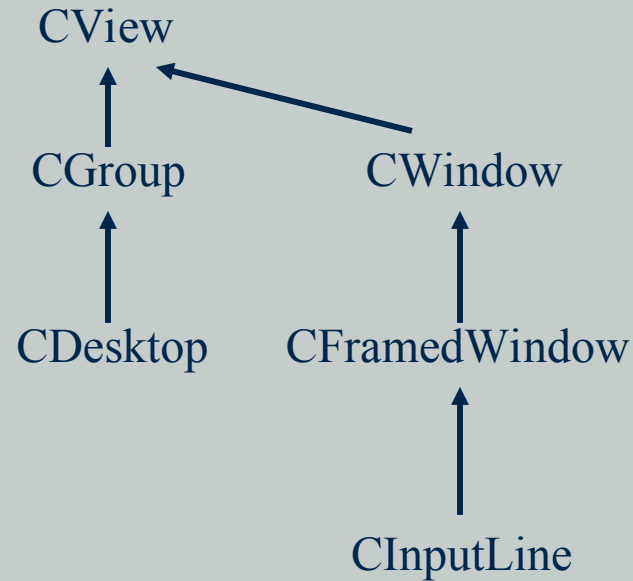 CView
CGroup
CWindow
CDesktop
CFramedWindow
CInputLine